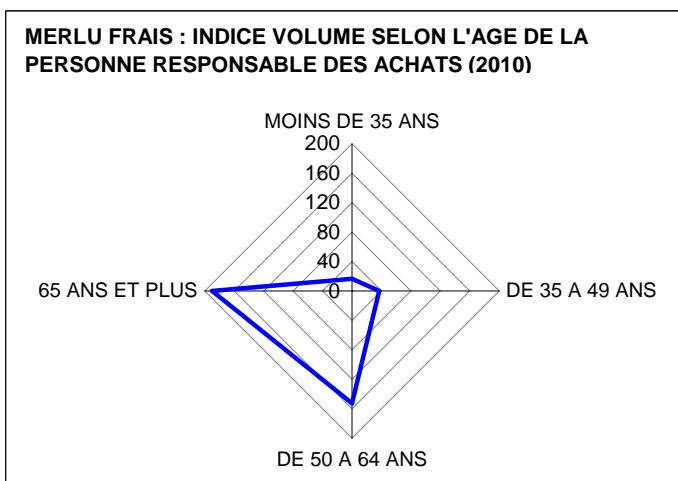 MERLU FRAIS : INDICE VOLUME SELON L'AGE DE LA
PERSONNE RESPONSABLE DES ACHATS (2010)
MOINS DE 35 ANS
200
160
120
80
40
0
65 ANS ET PLUS
DE 35 A 49 ANS
DE 50 A 64 ANS